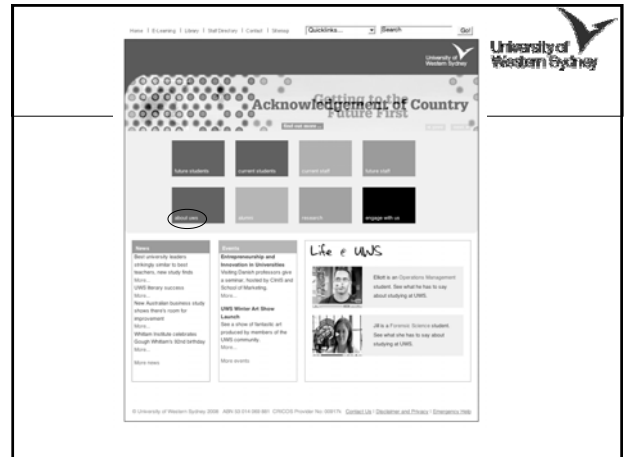 Home | E-Learning | Library | Staff Directory | Contact | Sitemap
Quicklinks...
Search
Go!
University of
Western Sydney
University of
Western Sydney
Getting to the
Future First
Acknowledgement of Country
find out more...
future students
current students
current staff
future staff
about uws
alumni
research
engage with us
News
Best university leaders
strikingly similar to best
teachers, new study finds
More...
UWS literary success
More...
New Australian business study
shows there's room for
improvement
More...
Whitlam Institute celebrates
Gough Whitlam's 92nd birthday
More...
More news
Events
Entrepreneurship and
Innovation in Universities
Visiting Danish professors give
a seminar, hosted by CInIS and
School of Marketing.
More...
UWS Winter Art Show
Launch
See a show of fantastic art
produced by members of the
UWS community.
More...
More events
Life @ UWS
Elliott is an Operations Management
student. See what he has to say
about studying at UWS.
Jill is a Forensic Science student.
See what she has to say about
studying at UWS.
© University of Western Sydney 2008 ABN 53 014 069 881 CRICOS Provider No: 00917k Contact Us | Disclaimer and Privacy | Emergency Help